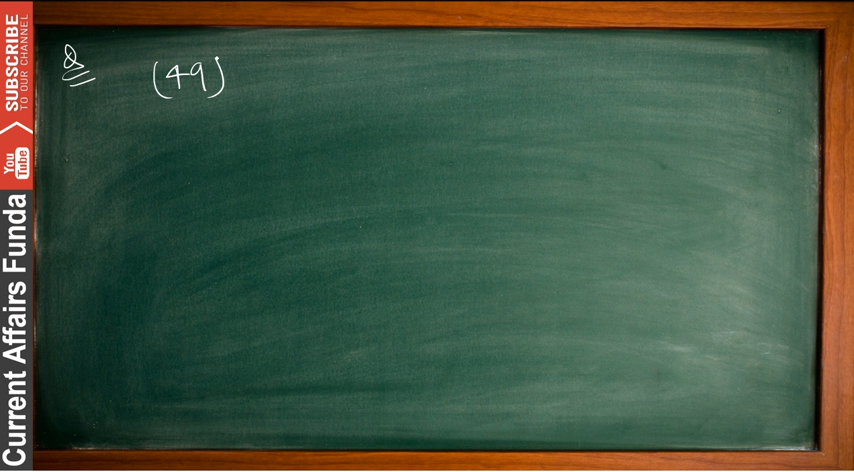 Q (49)
SUBSCRIBE
TO OUR CHANNEL
You Tube
Current Affairs Funda